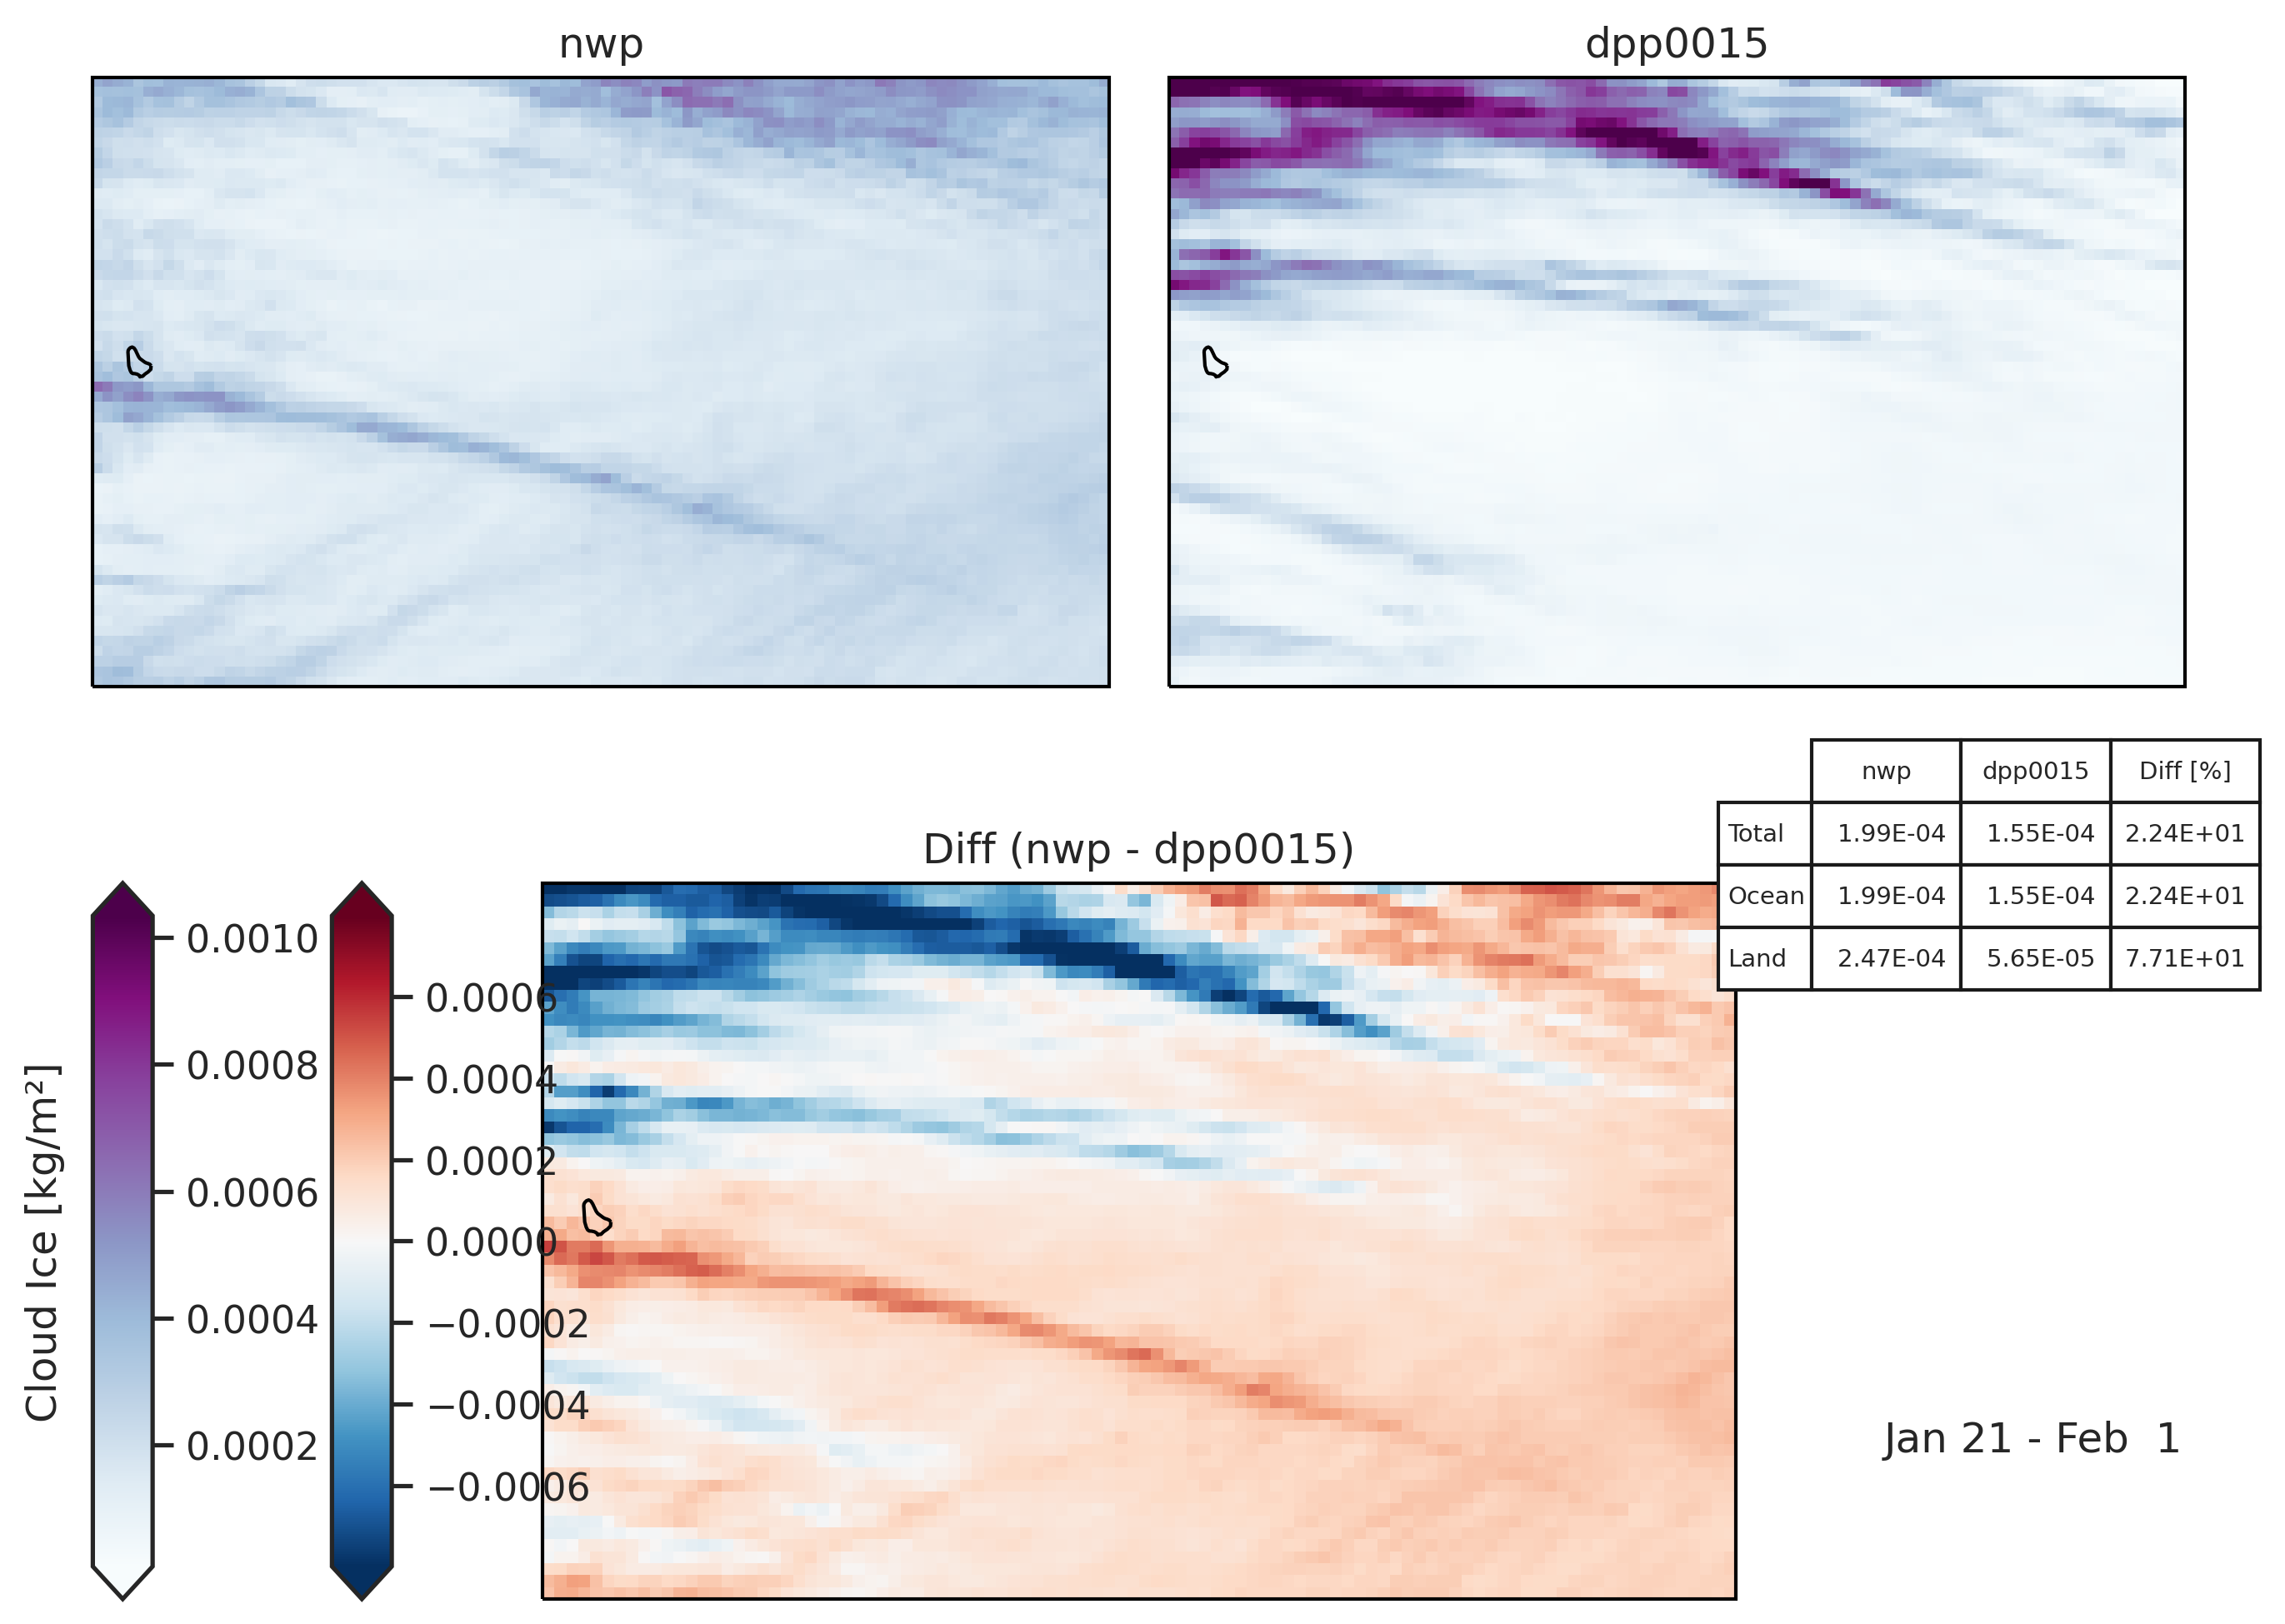 nwp
dpp0015
nwp dpp0015 Diff [%]
Total 1.99E-04 1.55E-04 2.24E+01
Ocean 1.99E-04 1.55E-04 2.24E+01
Land 2.47E-04 5.65E-05 7.71E+01
Diff (nwp - dpp0015)
Cloud Ice [kg/m²]
0.0010
0.0008
0.0006
0.0004
0.0002
0.0006
0.0004
0.0002
0.0000
−0.0002
−0.0004
−0.0006
Jan 21 - Feb  1